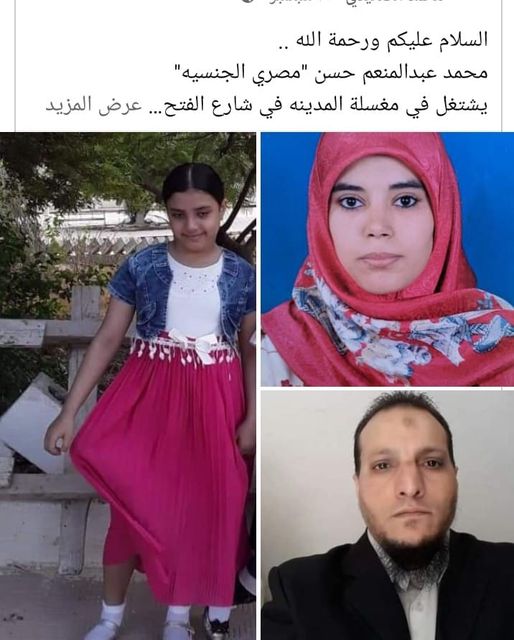 السلام عليكم ورحمة الله ..
محمد عبدالمنعم حسن "مصري الجنسيه"
يشتغل في مغسلة المدينه في شارع الفتح... عرض المزيد